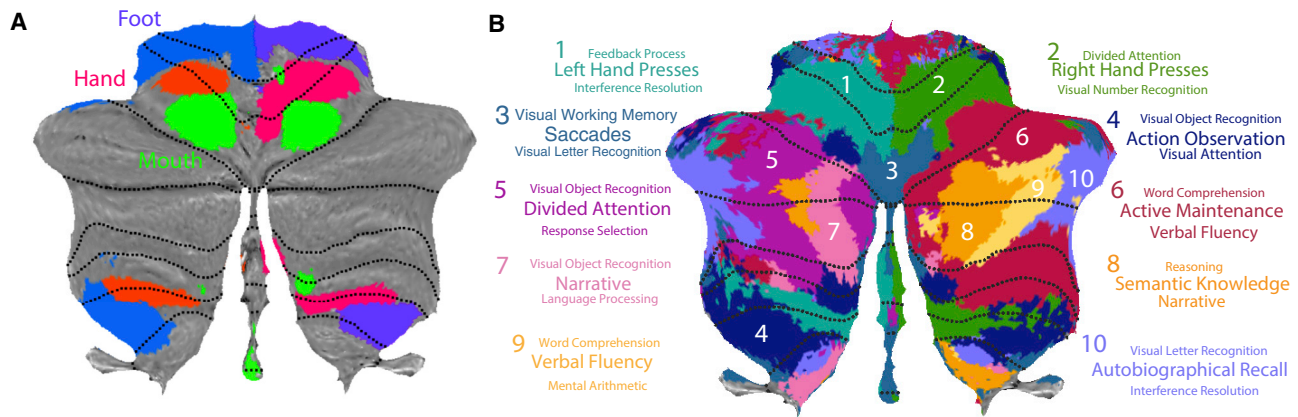 A
Foot
Hand
Mouth
B
1
Feedback Process
Left Hand Presses
Interference Resolution
2
Divided Attention
Right Hand Presses
Visual Number Recognition
3
Visual Working Memory
Saccades
Visual Letter Recognition
4
Visual Object Recognition
Action Observation
Visual Attention
5
Visual Object Recognition
Divided Attention
Response Selection
6
Word Comprehension
Active Maintenance
Verbal Fluency
7
Visual Object Recognition
Narrative
Language Processing
8
Reasoning
Semantic Knowledge
Narrative
9
Word Comprehension
Verbal Fluency
Mental Arithmetic
10
Visual Letter Recognition
Autobiographical Recall
Interference Resolution
1
2
3
5
6
9
10
7
8
4